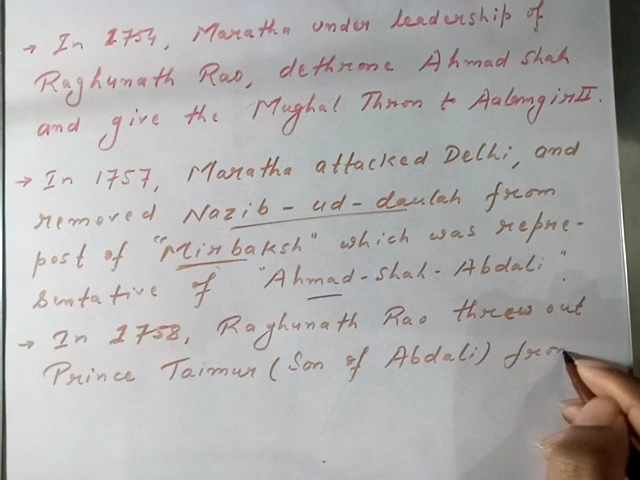 → In 1754, Maratha under leadership of
Raghunath Rao, dethrone Ahmad Shah
and give the Mughal Thron to Aalamgir II.
→ In 1757, Maratha attacked Delhi, and
removed Nazib-ud-daulah from
post of "Mirbaksh" which was repre-
sentative of "Ahmad-Shah-Abdali".
→ In 1758, Raghunath Rao threw out
Prince Taimur (Son of Abdali) from